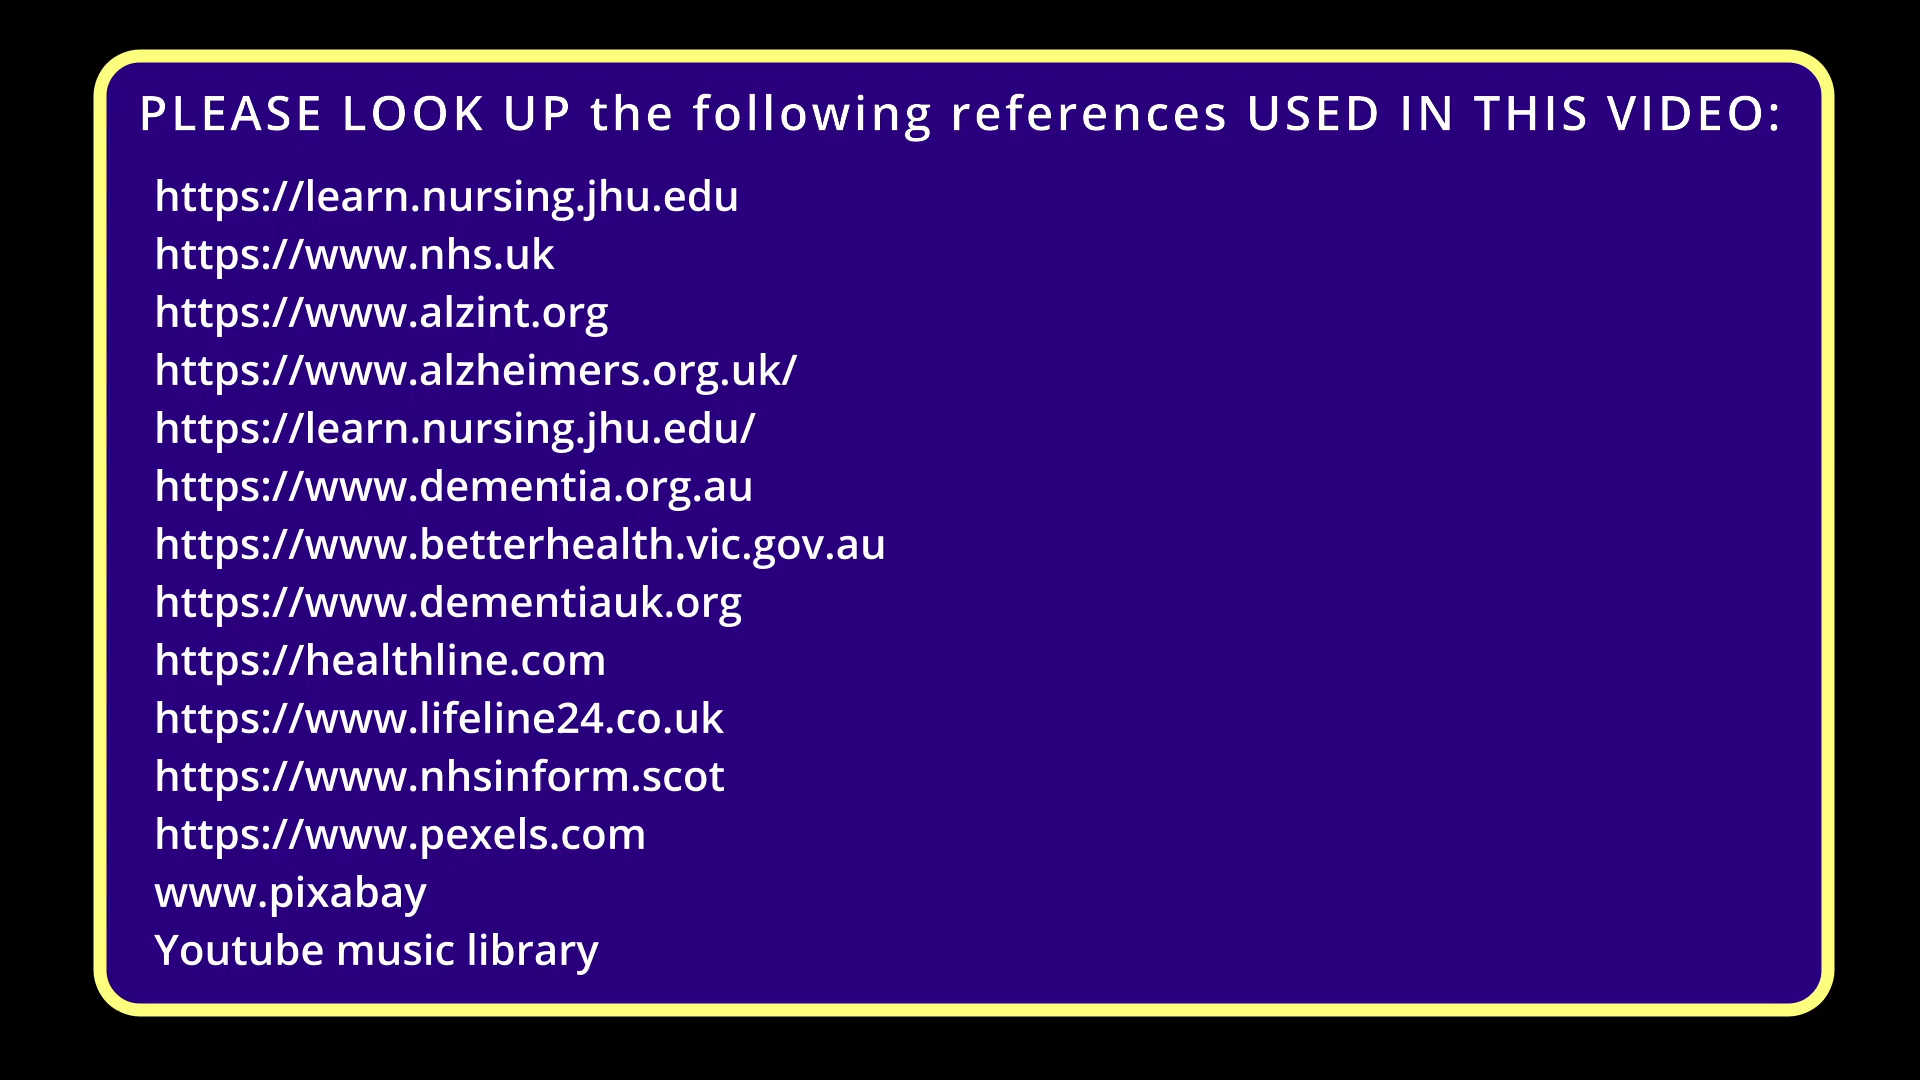 PLEASE LOOK UP the following references USED IN THIS VIDEO:
https://learn.nursing.jhu.edu
https://www.nhs.uk
https://www.alzint.org
https://www.alzheimers.org.uk/
https://learn.nursing.jhu.edu/
https://www.dementia.org.au
https://www.betterhealth.vic.gov.au
https://www.dementiauk.org
https://healthline.com
https://www.lifeline24.co.uk
https://www.nhsinform.scot
https://www.pexels.com
www.pixabay
Youtube music library